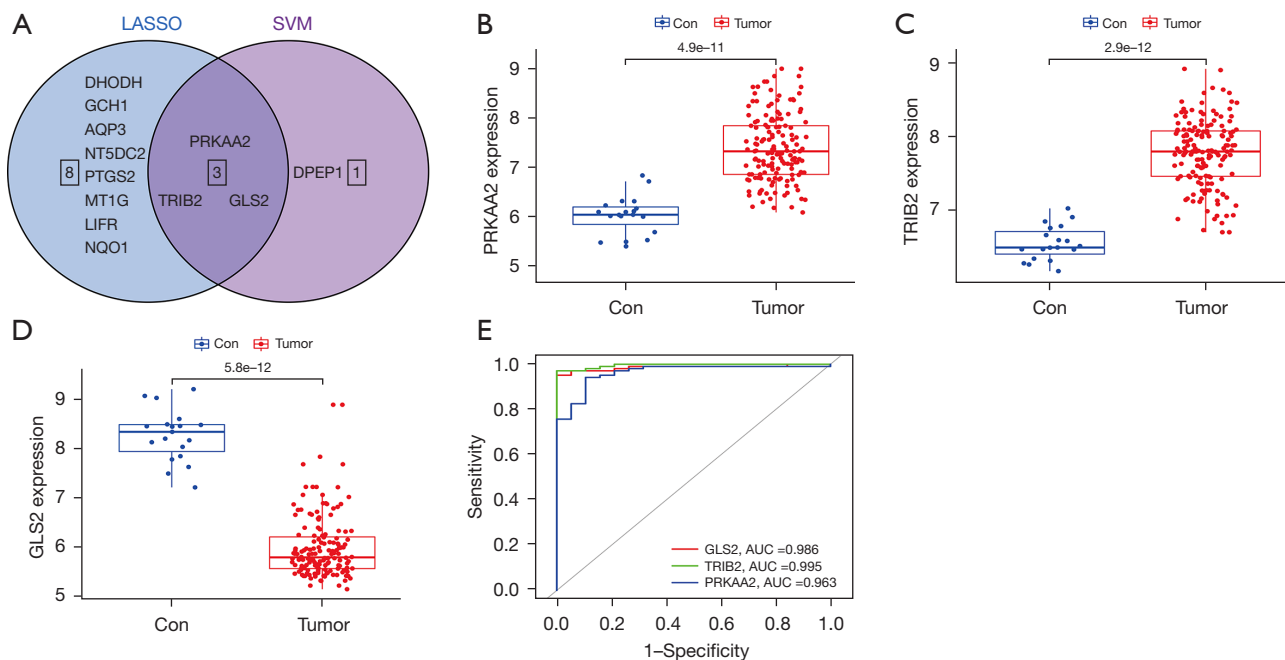 A
LASSO
SVM
DHODH
GCH1
AQP3
NT5DC2
PTGS2
MT1G
LIFR
NQO1
8
PRKAA2
3
TRIB2
GLS2
DPEP1
1
B
Con
Tumor
4.9e−11
PRKAA2 expression
9
8
7
6
5
Con
Tumor
C
Con
Tumor
2.9e−12
TRIB2 expression
9
8
7
Con
Tumor
D
Con
Tumor
5.8e−12
GLS2 expression
9
8
7
6
5
Con
Tumor
E
Sensitivity
1.0
0.8
0.6
0.4
0.2
0.0
GLS2, AUC =0.986
TRIB2, AUC =0.995
PRKAA2, AUC =0.963
0.0 0.2 0.4 0.6 0.8 1.0
1−Specificity